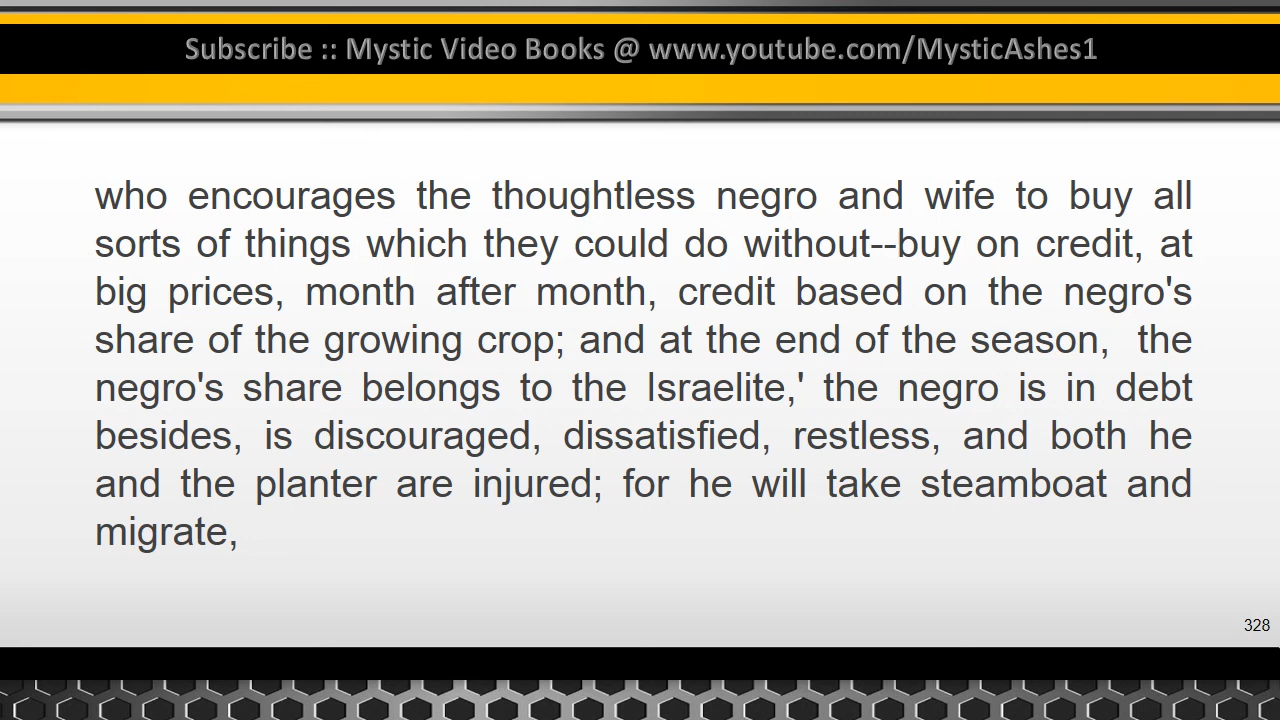 Subscribe :: Mystic Video Books @ www.youtube.com/MysticAshes1
who encourages the thoughtless negro and wife to buy all
sorts of things which they could do without--buy on credit, at
big prices, month after month, credit based on the negro's
share of the growing crop; and at the end of the season,  the
negro's share belongs to the Israelite,' the negro is in debt
besides, is discouraged, dissatisfied, restless, and both he
and the planter are injured; for he will take steamboat and
migrate,
328